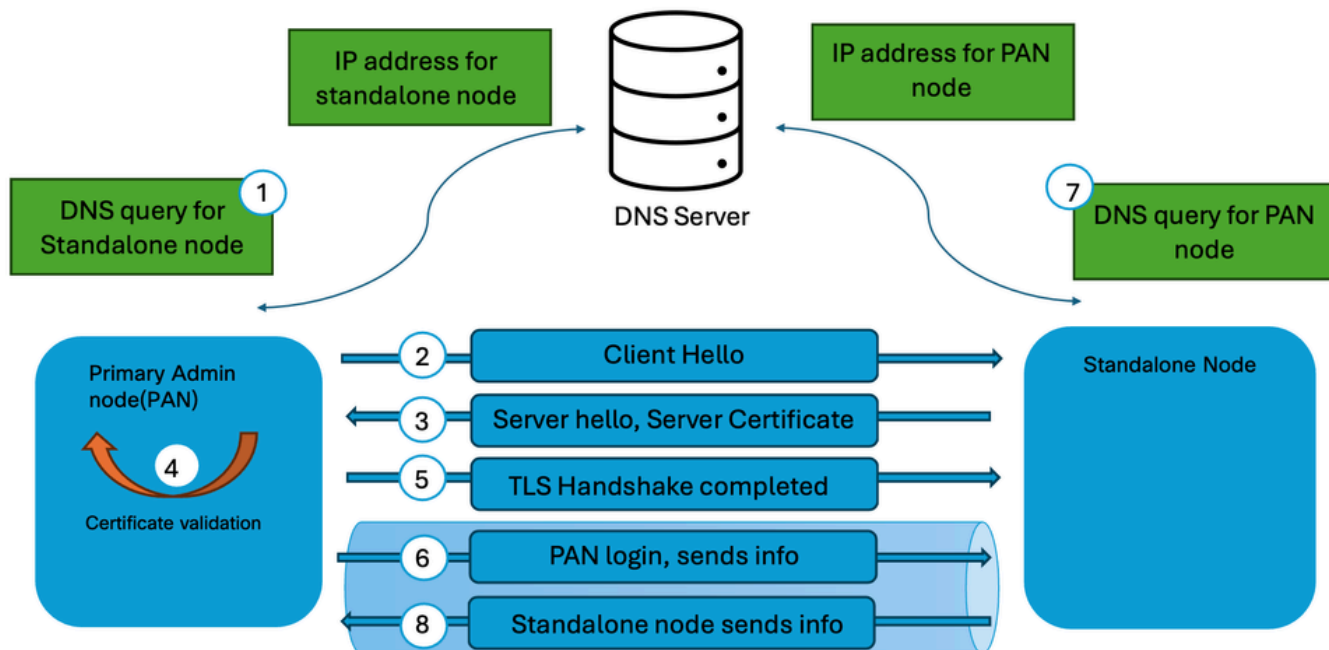 IP address for
standalone node
IP address for PAN
node
1
DNS query for
Standalone node
DNS Server
7
DNS query for PAN
node
Primary Admin
node(PAN)
4
Certificate validation
2
Client Hello
3
Server hello, Server Certificate
5
TLS Handshake completed
6
PAN login, sends info
8
Standalone node sends info
Standalone Node